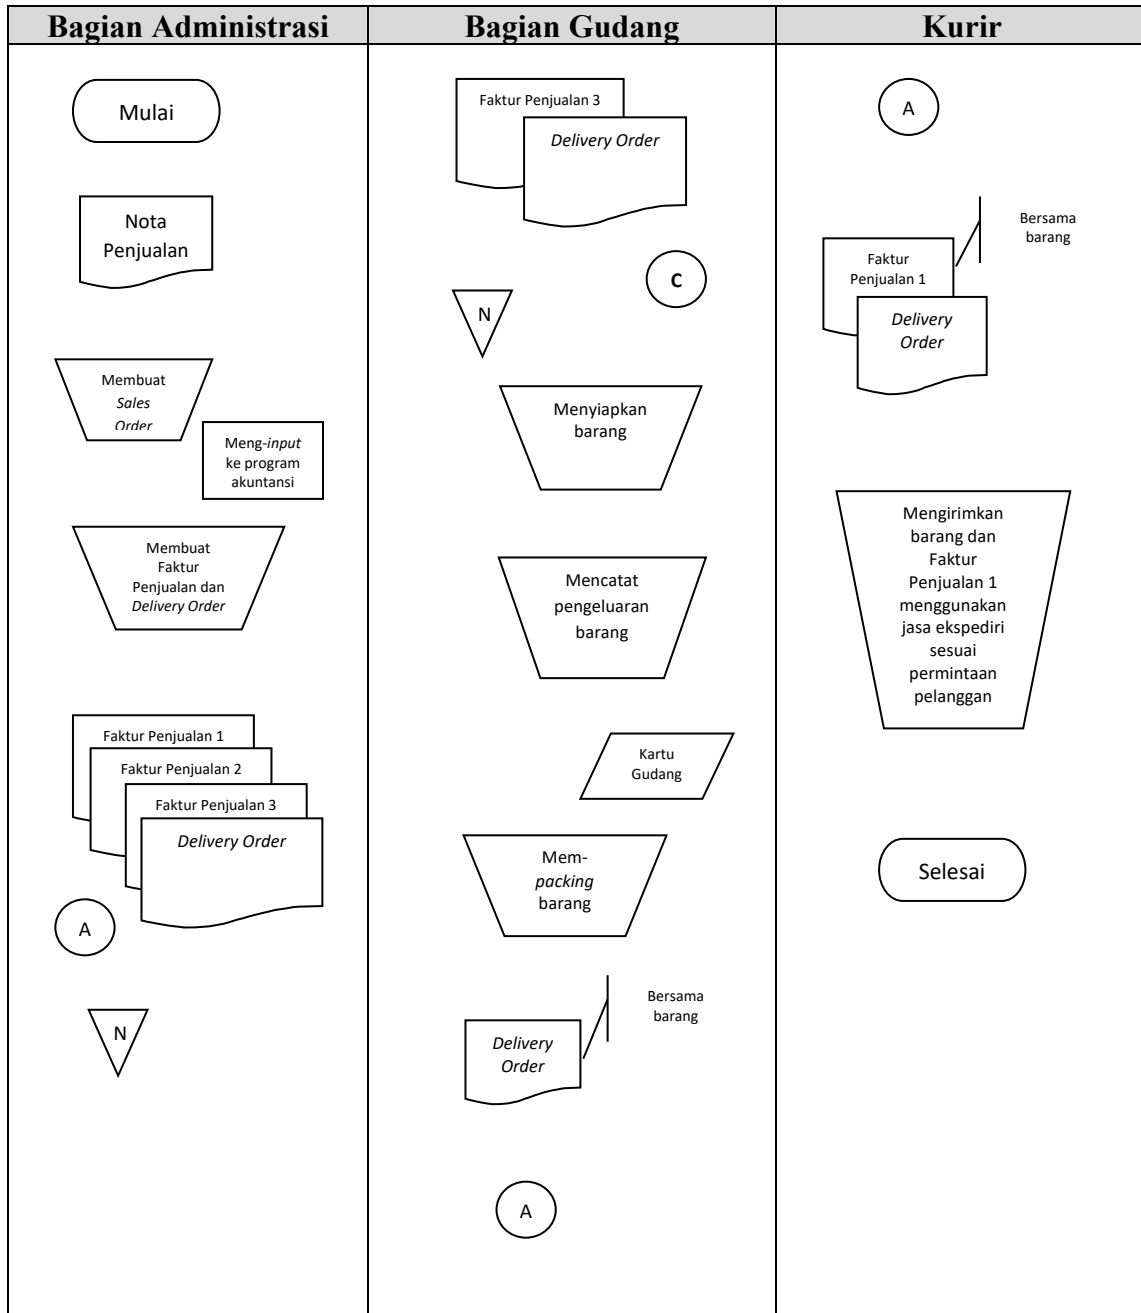 Bagian Administrasi
Mulai
Nota
Penjualan
Membuat
Sales
Order
Meng-input
ke program
akuntansi
Membuat
Faktur
Penjualan dan
Delivery Order
Faktur Penjualan 1
Faktur Penjualan 2
Faktur Penjualan 3
Delivery Order
A
N
Bagian Gudang
Faktur Penjualan 3
Delivery Order
C
N
Menyiapkan
barang
Mencatat
pengeluaran
barang
Kartu
Gudang
Mem-
packing
barang
Bersama
barang
Delivery
Order
A
Kurir
A
Bersama
barang
Faktur
Penjualan 1
Delivery
Order
Mengirimkan
barang dan
Faktur
Penjualan 1
menggunakan
jasa ekspediri
sesuai
permintaan
pelanggan
Selesai